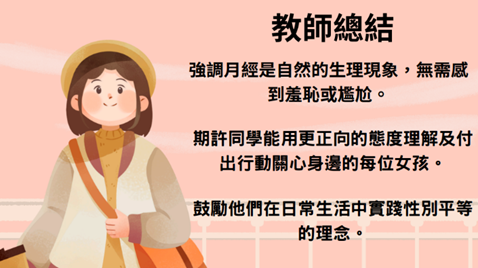 教師總結
強調月經是自然的生理現象，無需感
到羞恥或尷尬。
期許同學能用更正向的態度理解及付
出行動關心身邊的每位女孩。
鼓勵他們在日常生活中實踐性別平等
的理念。